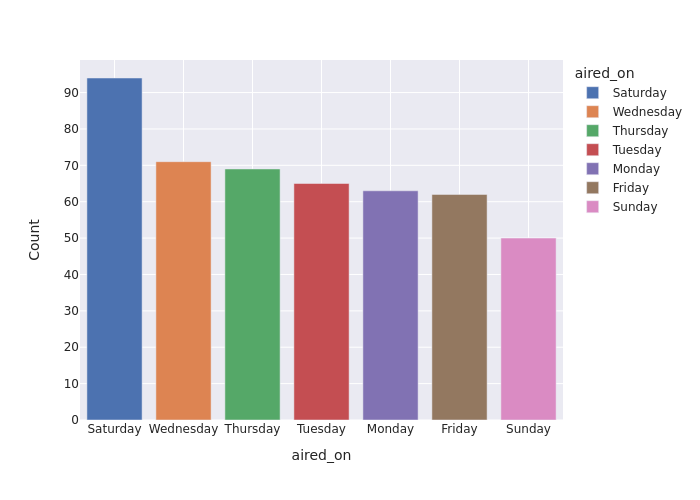 aired_on
Saturday
Wednesday
Thursday
Tuesday
Monday
Friday
Sunday
Count
90
80
70
60
50
40
30
20
10
0
Saturday Wednesday Thursday Tuesday Monday Friday Sunday
aired_on